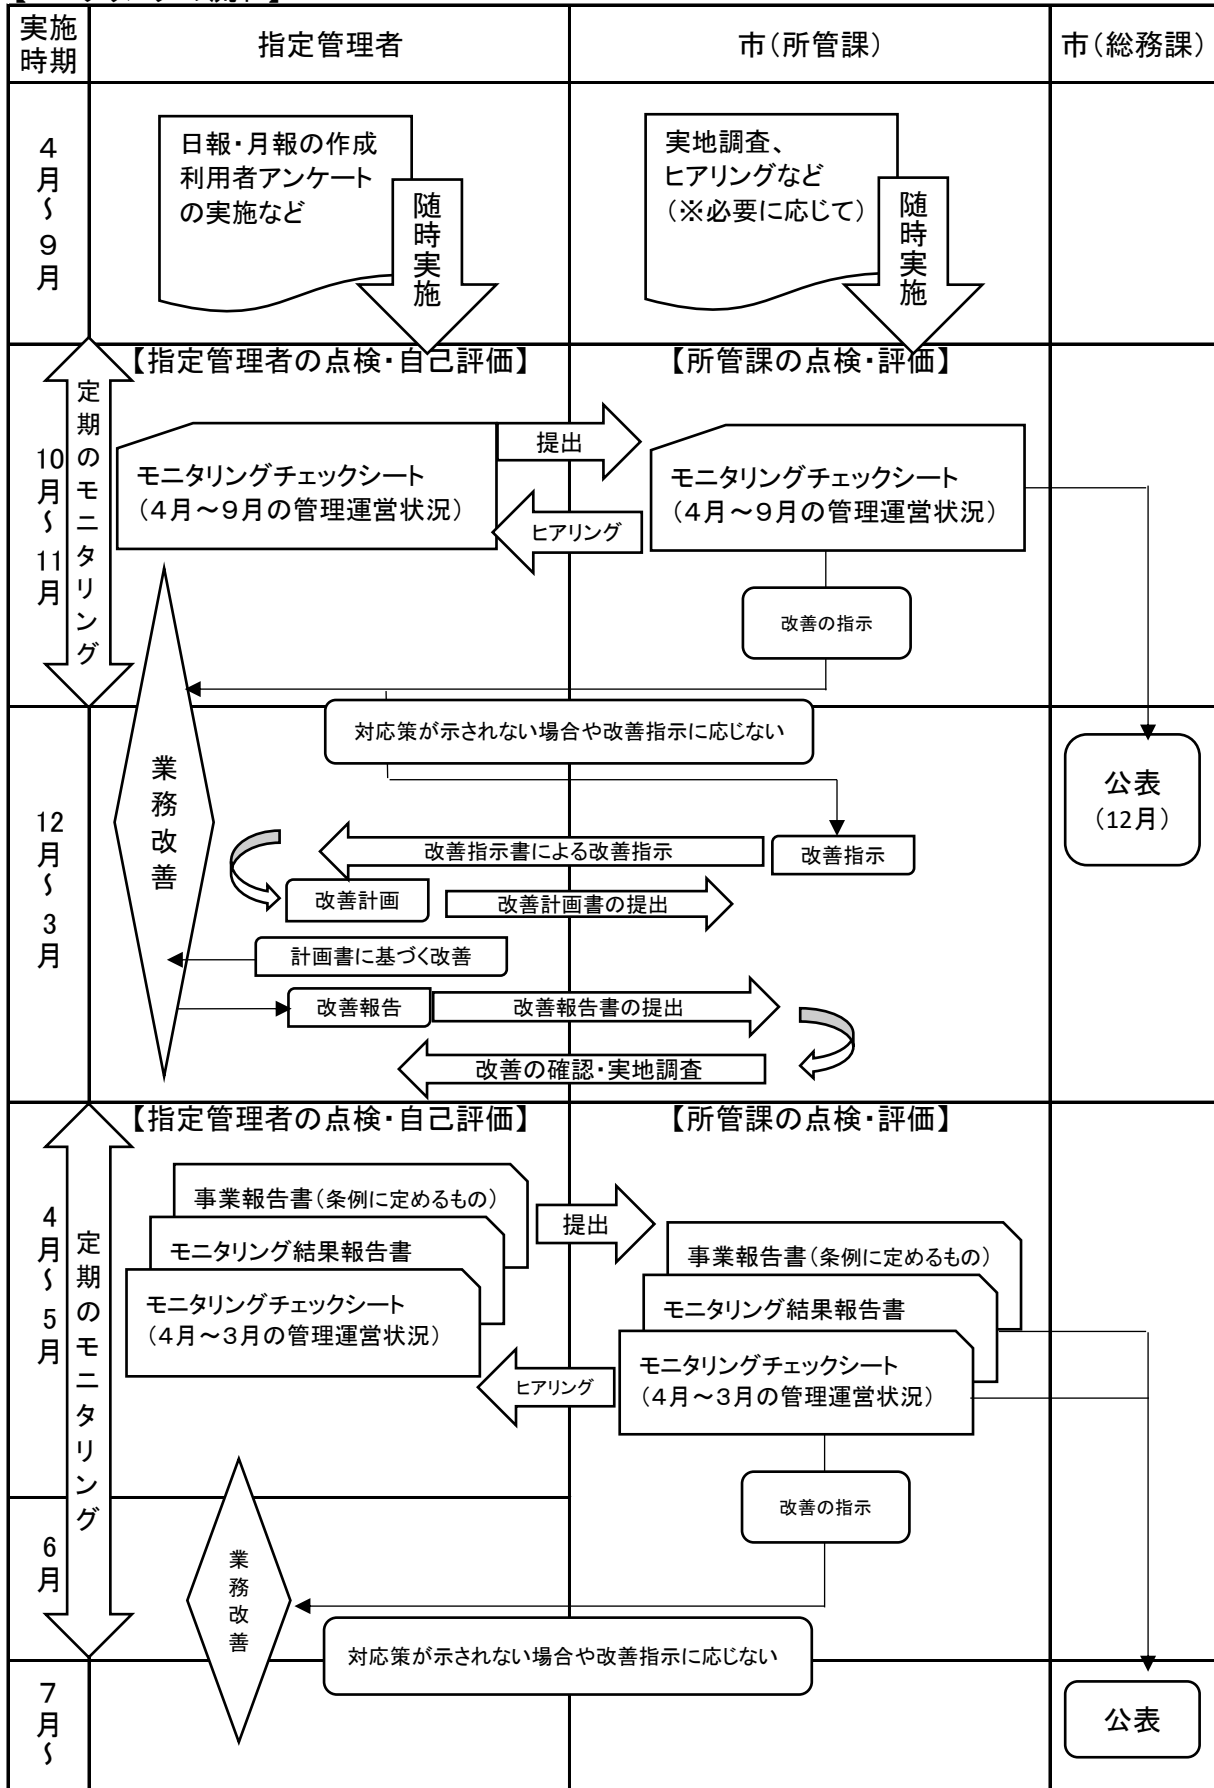 実施時期
指定管理者
市(所管課)
市(総務課)
4月～9月
日報・月報の作成
利用者アンケート
の実施など
随時実施
実地調査、
ヒアリングなど
(※必要に応じて)
随時実施
10月～11月
定期のモニタリング
【指定管理者の点検・自己評価】
【所管課の点検・評価】
モニタリングチェックシート
(4月～9月の管理運営状況)
提出
ヒアリング
モニタリングチェックシート
(4月～9月の管理運営状況)
改善の指示
対応策が示されない場合や改善指示に応じない
12月～3月
業務改善
公表
(12月)
改善指示書による改善指示
改善指示
改善計画
改善計画書の提出
計画書に基づく改善
改善報告
改善報告書の提出
改善の確認・実地調査
4月～5月
定期のモニタリング
【指定管理者の点検・自己評価】
【所管課の点検・評価】
事業報告書(条例に定めるもの)
モニタリング結果報告書
モニタリングチェックシート
(4月～3月の管理運営状況)
提出
ヒアリング
事業報告書(条例に定めるもの)
モニタリング結果報告書
モニタリングチェックシート
(4月～3月の管理運営状況)
改善の指示
6月
業務改善
対応策が示されない場合や改善指示に応じない
7月～
公表